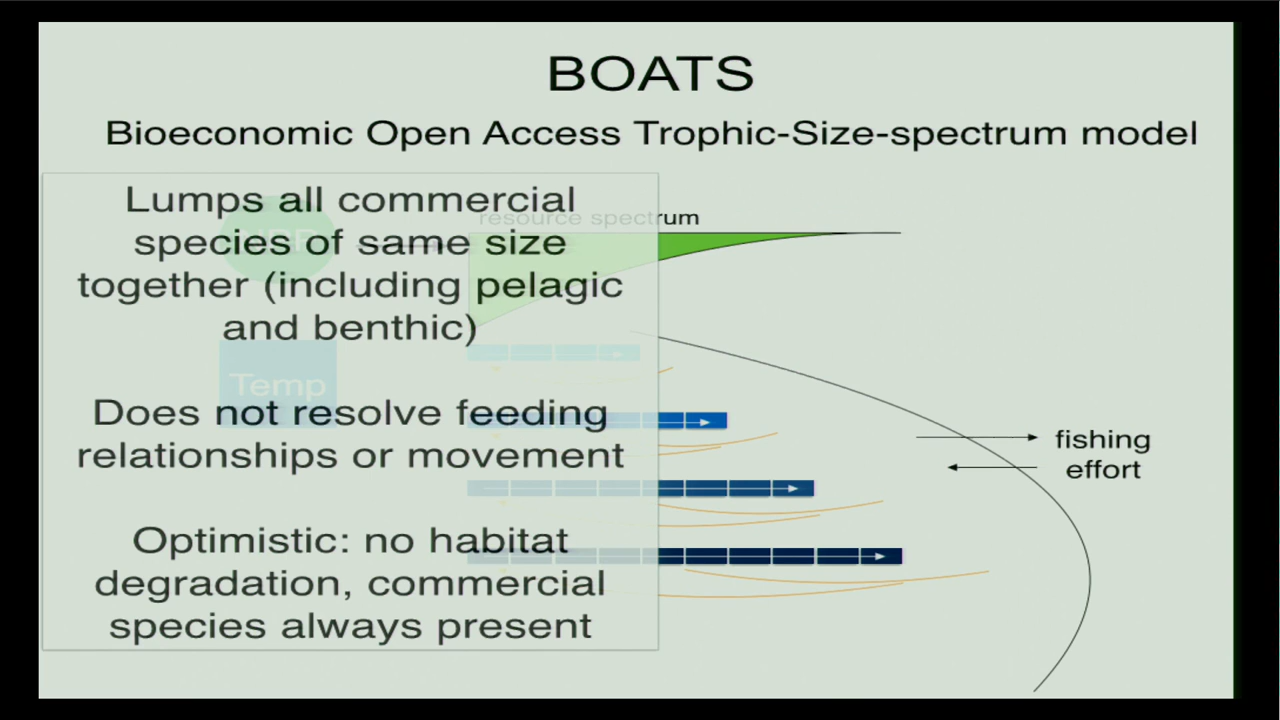 BOATS
Bioeconomic Open Access Trophic-Size-spectrum model
Lumps all commercial
species of same size
together (including pelagic
and benthic)
Does not resolve feeding
relationships or movement
Optimistic: no habitat
degradation, commercial
species always present
resource spectrum
NPP
Temp
fishing
effort